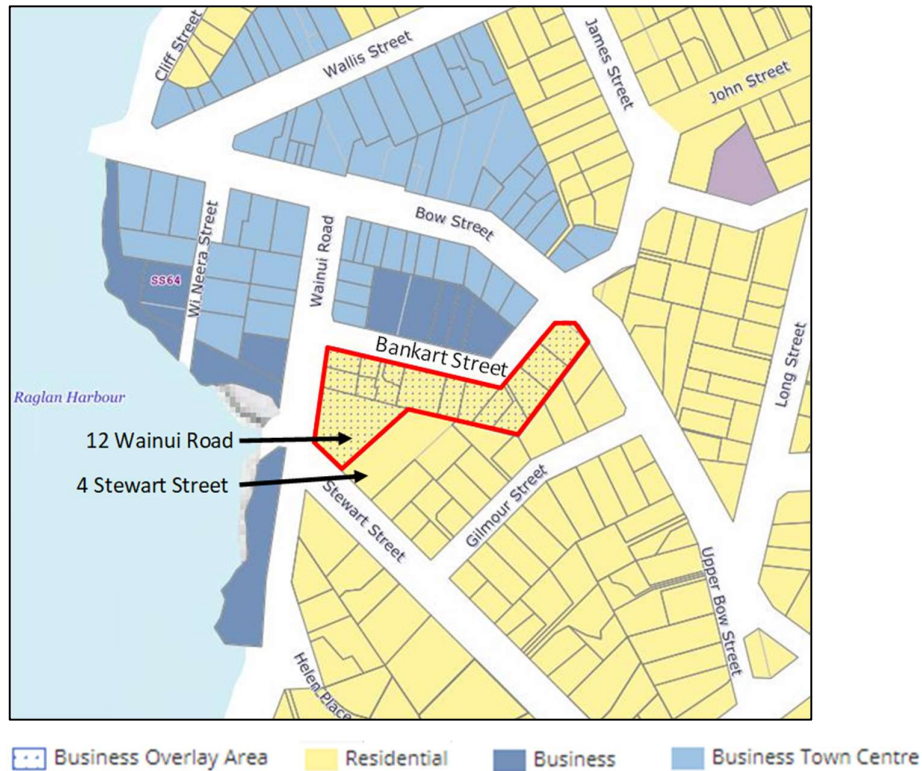 Cliff Street
Wallis Street
James Street
John Street
Bow Street
Wi Neera Street
Wainui Road
SS64
Bankart Street
Long Street
Raglan Harbour
12 Wainui Road
4 Stewart Street
Stewart Street
Gilmour Street
Upper Bow Street
Helen Place
Business Overlay Area
Residential
Business
Business Town Centre